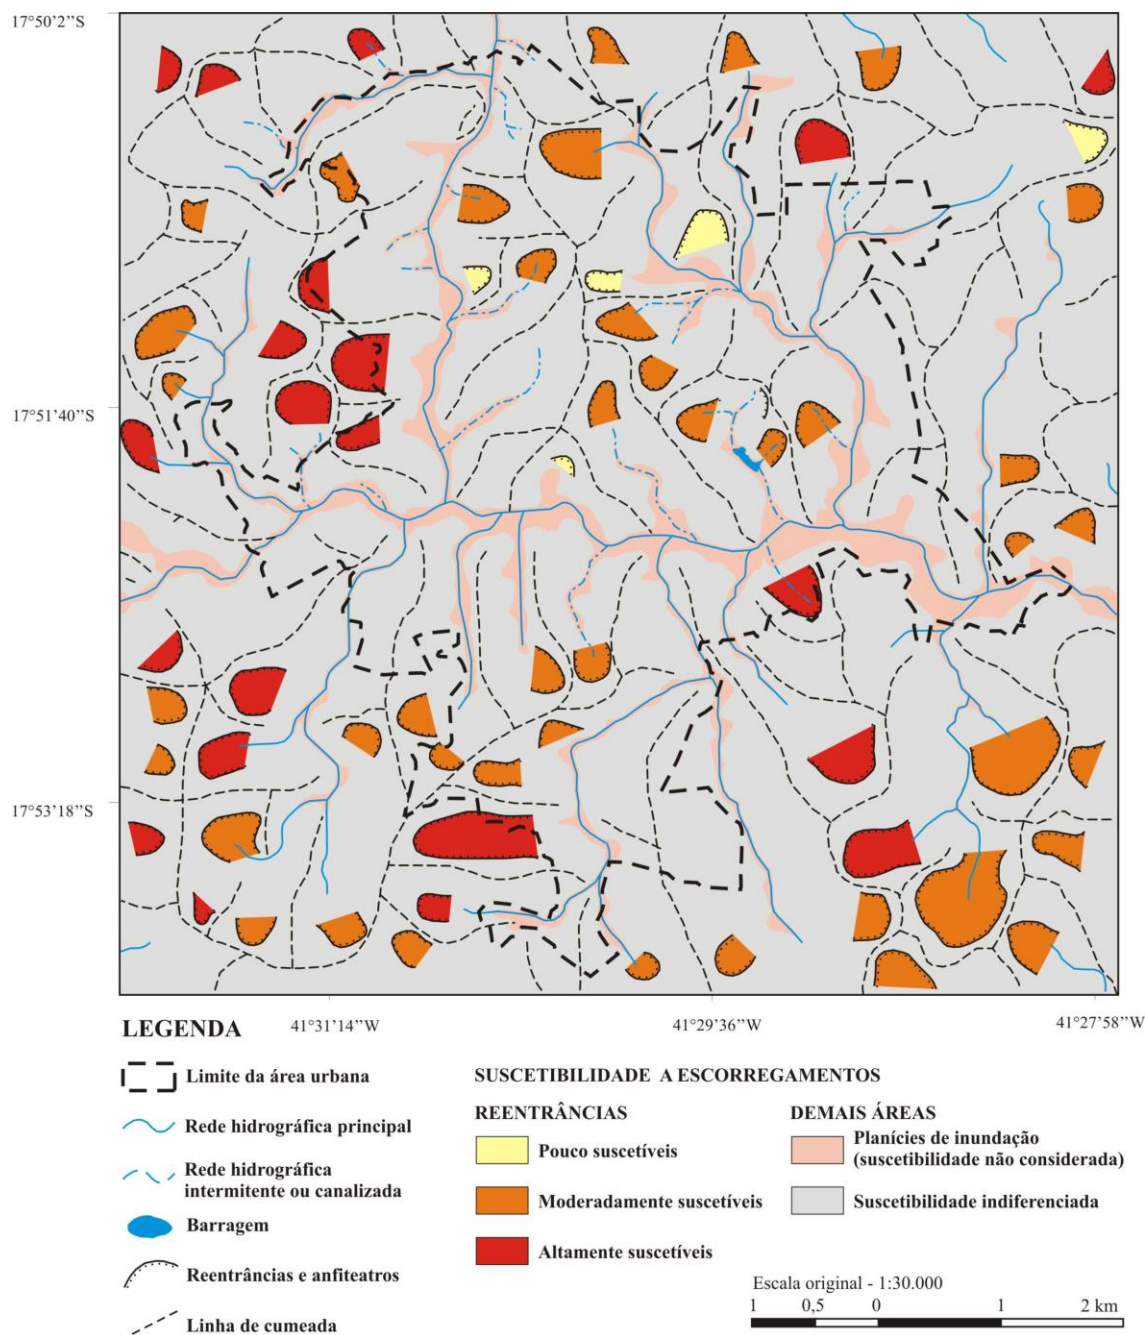 17°50’2’’S
17°51’40’’S
17°53’18’’S
41°31’14’’W
41°29’36’’W
41°27’58’’W
LEGENDA
Limite da área urbana
Rede hidrográfica principal
Rede hidrográfica
intermitente ou canalizada
Barragem
Reentrâncias e anfiteatros
Linha de cumeada
SUSCETIBILIDADE A ESCORREGAMENTOS
REENTRÂNCIAS
Pouco suscetíveis
Moderadamente suscetíveis
Altamente suscetíveis
DEMAIS ÁREAS
Planícies de inundação
(suscetibilidade não considerada)
Suscetibilidade indiferenciada
Escala original - 1:30.000
1 0,5 0 1 2 km